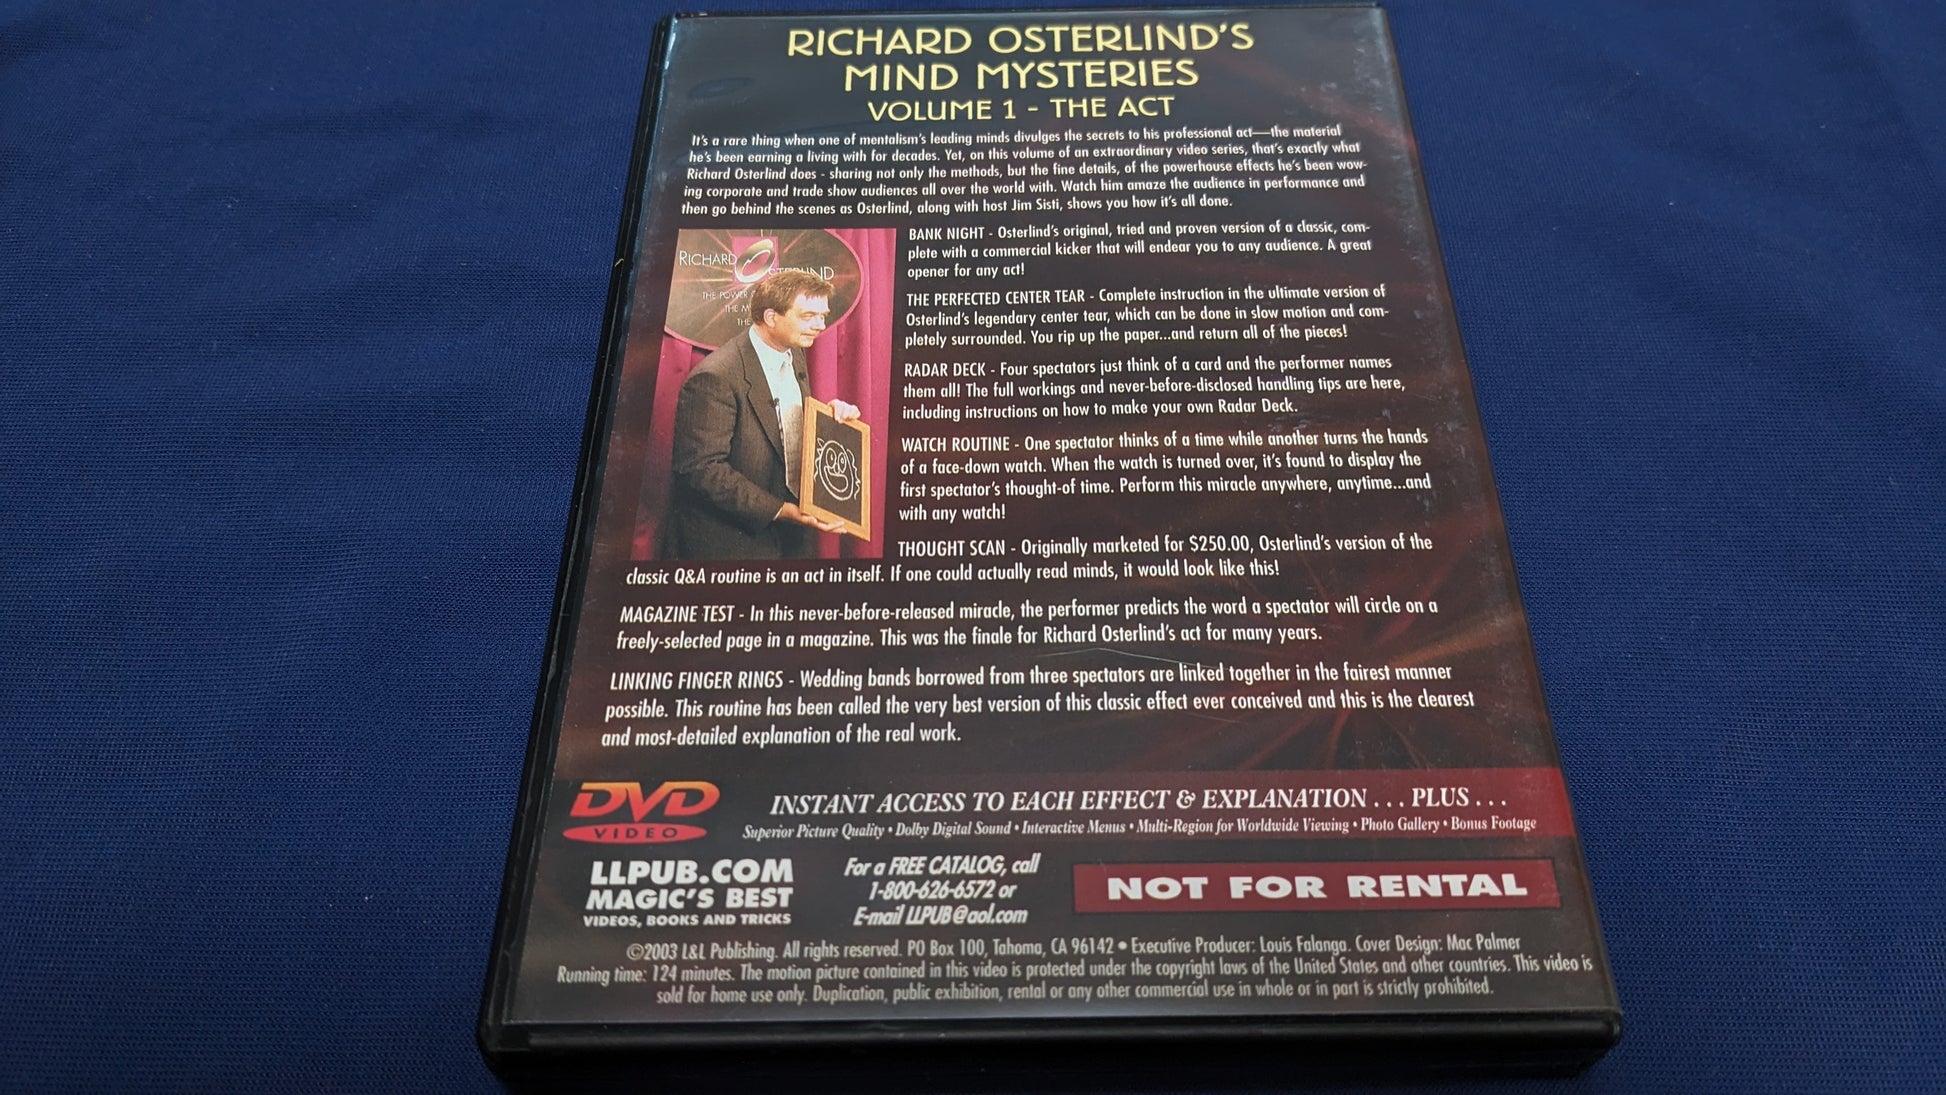 RICHARD OSTERLIND'S
MIND MYSTERIES
VOLUME 1 - THE ACT
It's a rare thing when one of mentalism's leading minds divulges the secrets to his professional act—the material
he's been earning a living with for decades. Yet, on this volume of an extraordinary video series, that's exactly what
Richard Osterlind does - sharing not only the methods, but the fine details, of the powerhouse effects he's been wow-
ing corporate and trade show audiences all over the world with. Watch him amaze the audience in performance and
then go behind the scenes as Osterlind, along with host Jim Sisti, shows you how it's all done.
RICHARD OSTERLIND
THE POWER
THE M
THE
BANK NIGHT - Osterlind's original, tried and proven version of a classic, com-
plete with a commercial kicker that will endear you to any audience. A great
opener for any act!
THE PERFECTED CENTER TEAR - Complete instruction in the ultimate version of
Osterlind's legendary center tear, which can be done in slow motion and com-
pletely surrounded. You rip up the paper...and return all of the pieces!
RADAR DECK - Four spectators just think of a card and the performer names
them all! The full workings and never-before-disclosed handling tips are here,
including instructions on how to make your own Radar Deck.
WATCH ROUTINE - One spectator thinks of a time while another turns the hands
of a face-down watch. When the watch is turned over, it's found to display the
first spectator's thought-of time. Perform this miracle anywhere, anytime...and
with any watch!
THOUGHT SCAN - Originally marketed for $250.00, Osterlind's version of the
classic Q&A routine is an act in itself. If one could actually read minds, it would look like this!
MAGAZINE TEST - In this never-before-released miracle, the performer predicts the word a spectator will circle on a
freely-selected page in a magazine. This was the finale for Richard Osterlind's act for many years.
LINKING FINGER RINGS - Wedding bands borrowed from three spectators are linked together in the fairest manner
possible. This routine has been called the very best version of this classic effect ever conceived and this is the clearest
and most-detailed explanation of the real work.
DVD
VIDEO
INSTANT ACCESS TO EACH EFFECT & EXPLANATION . . . PLUS . . .
Superior Picture Quality • Dolby Digital Sound • Interactive Menus • Multi-Region for Worldwide Viewing • Photo Gallery • Bonus Footage
LLPUB.COM
MAGIC'S BEST
VIDEOS, BOOKS AND TRICKS
For a FREE CATALOG, call
1-800-626-6572 or
E-mail LLPUB@aol.com
NOT FOR RENTAL
©2003 L&L Publishing. All rights reserved. PO Box 100, Tahoma, CA 96142 • Executive Producer: Louis Falanga. Cover Design: Mac Palmer
Running time: 124 minutes. The motion picture contained in this video is protected under the copyright laws of the United States and other countries. This video is
sold for home use only. Duplication, public exhibition, rental or any other commercial use in whole or in part is strictly prohibited.